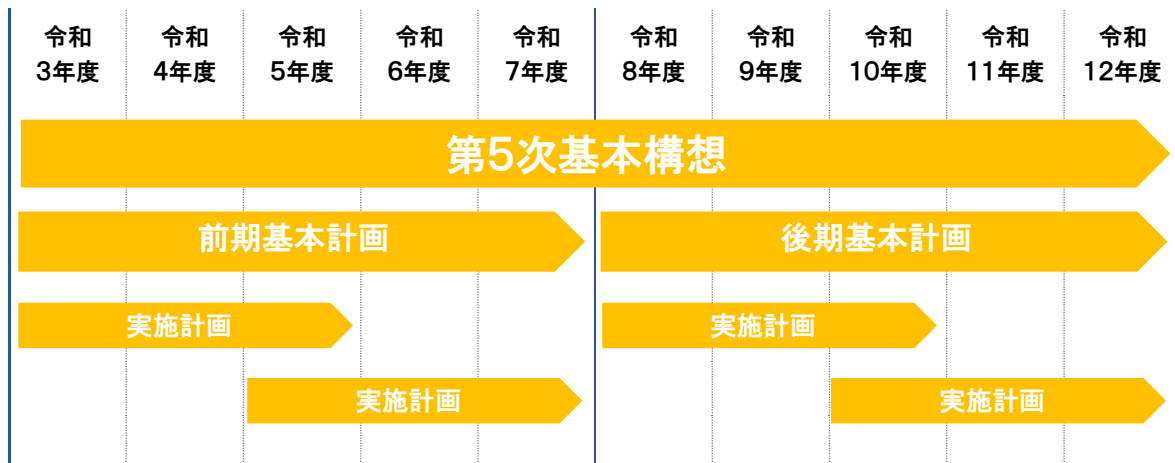 令和 令和 令和 令和 令和 令和 令和 令和 令和 令和
3年度 4年度 5年度 6年度 7年度 8年度 9年度 10年度 11年度 12年度
第5次基本構想
前期基本計画 後期基本計画
実施計画 実施計画
実施計画 実施計画